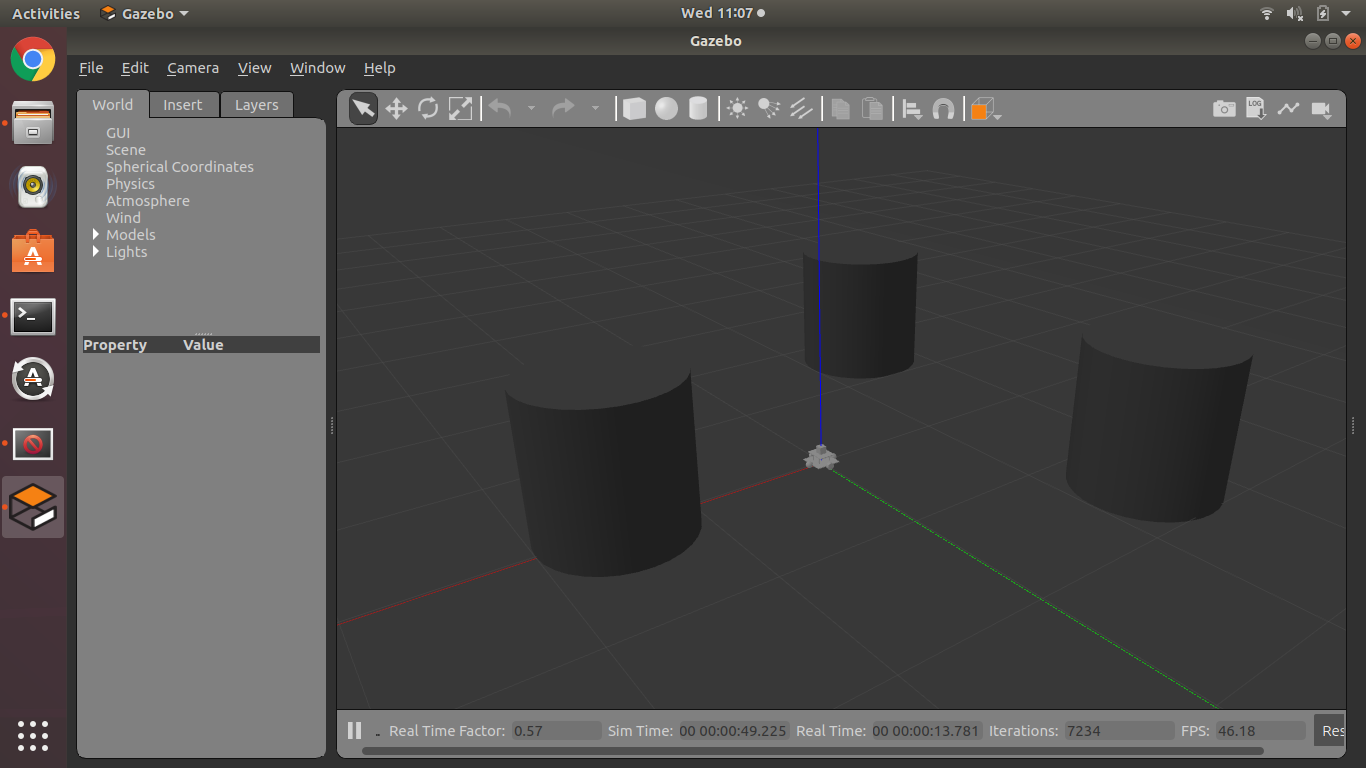 Activities Gazebo Wed 11:07
Gazebo
File Edit Camera View Window Help
World Insert Layers
LOG
GUI
Scene
Spherical Coordinates
Physics
Atmosphere
Wind
Models
Lights
Property Value
Real Time Factor: 0.57 Sim Time: 00 00:00:49.225 Real Time: 00 00:00:13.781 Iterations: 7234 FPS: 46.18 Res